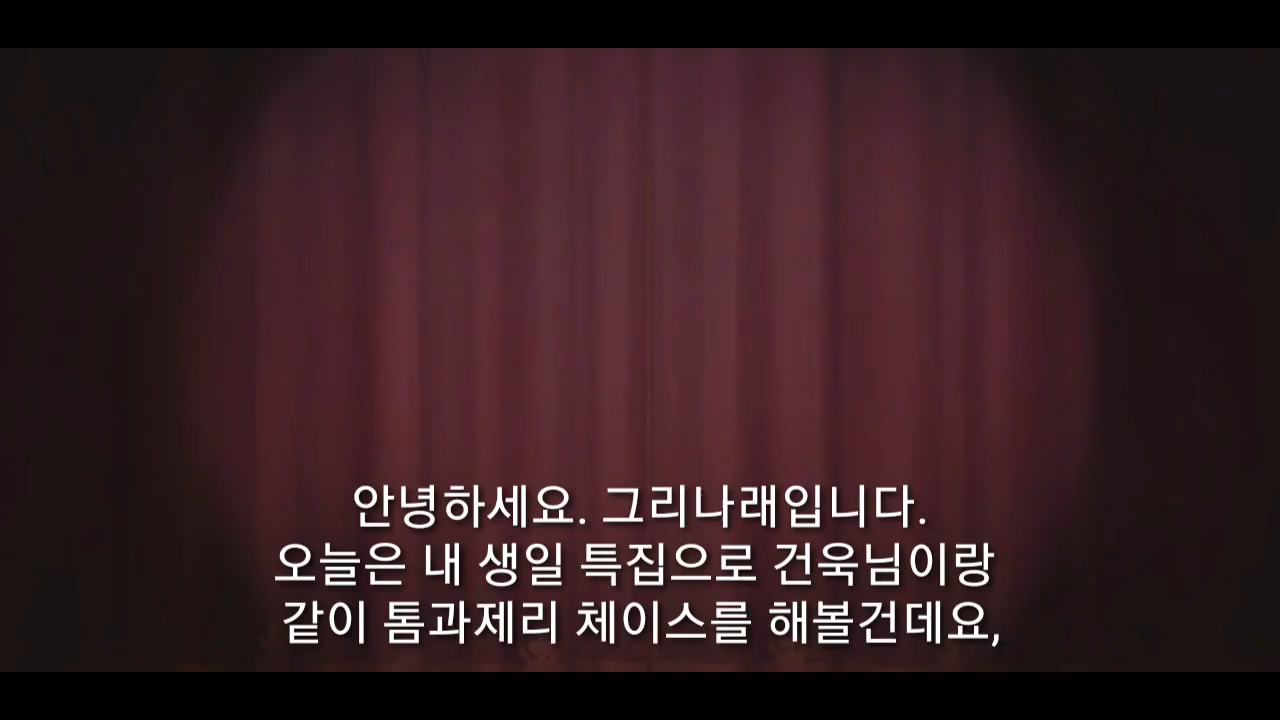 안녕하세요. 그리나래입니다.
오늘은 내 생일 특집으로 건욱님이랑
같이 톰과제리 체이스를 해볼건데요,